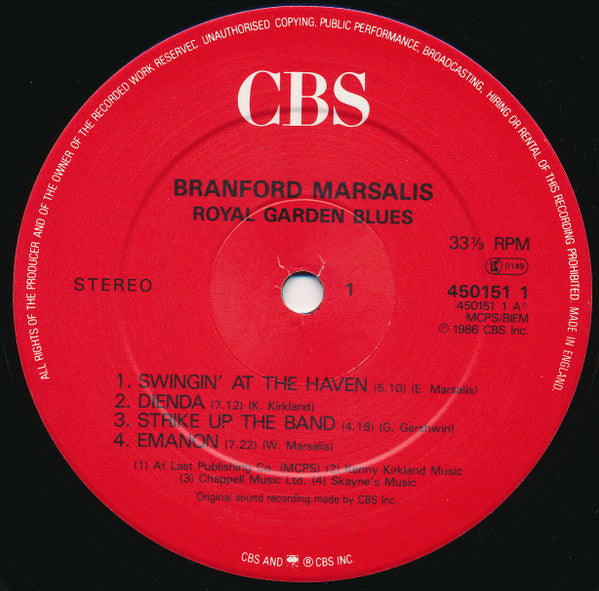 ALL RIGHTS OF THE PRODUCER AND OF THE OWNER OF THE RECORDED WORK RESERVED. UNAUTHORISED COPYING, PUBLIC PERFORMANCE, BROADCASTING, HIRING OR RENTAL OF THIS RECORDING PROHIBITED. MADE IN ENGLAND.
CBS
BRANFORD MARSALIS
ROYAL GARDEN BLUES
33⅓ RPM
LC 0149
STEREO
1
450151 1
450151 1 A
MCPS/BIEM
℗ 1986 CBS Inc.
1. SWINGIN' AT THE HAVEN (5.10) (E. Marsalis)
2. DIENDA (7.12) (K. Kirkland)
3. STRIKE UP THE BAND (4.18) (G. Gershwin)
4. EMANON (7.22) (W. Marsalis)
(1) At Last Publishing Co. (MCPS) (2) Kenny Kirkland Music
(3) Chappell Music Ltd. (4) Skayne's Music
Original sound recording made by CBS Inc.
CBS AND ® CBS INC.